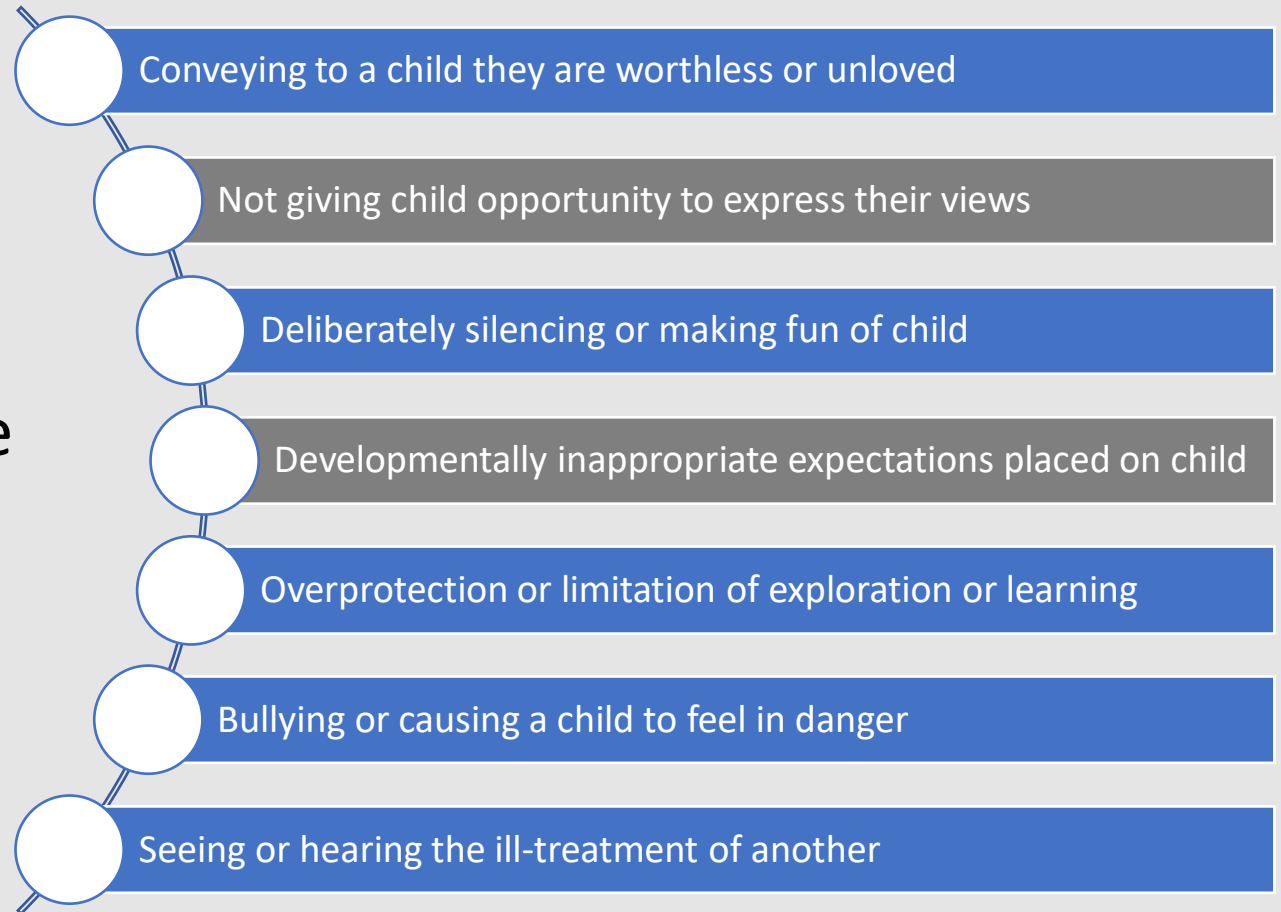 Conveying to a child they are worthless or unloved
Not giving child opportunity to express their views
Deliberately silencing or making fun of child
e
Developmentally inappropriate expectations placed on child
Overprotection or limitation of exploration or learning
Bullying or causing a child to feel in danger
Seeing or hearing the ill-treatment of another